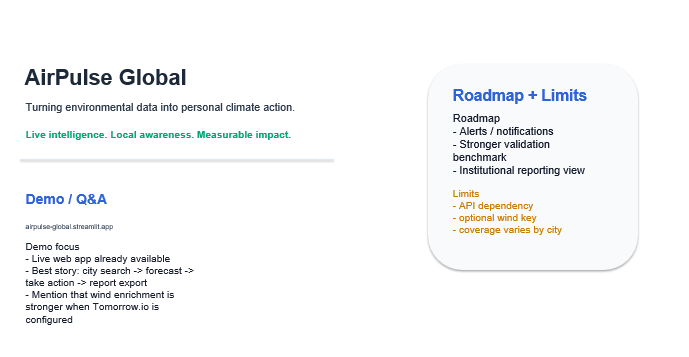 AirPulse Global
Turning environmental data into personal climate action.
Live intelligence. Local awareness. Measurable impact.
Demo / Q&A
airpulse-global.streamlit.app
Demo focus
- Live web app already available
- Best story: city search -> forecast ->
take action -> report export
- Mention that wind enrichment is
stronger when Tomorrow.io is
configured
Roadmap + Limits
Roadmap
- Alerts / notifications
- Stronger validation
benchmark
- Institutional reporting view
Limits
- API dependency
- optional wind key
- coverage varies by city